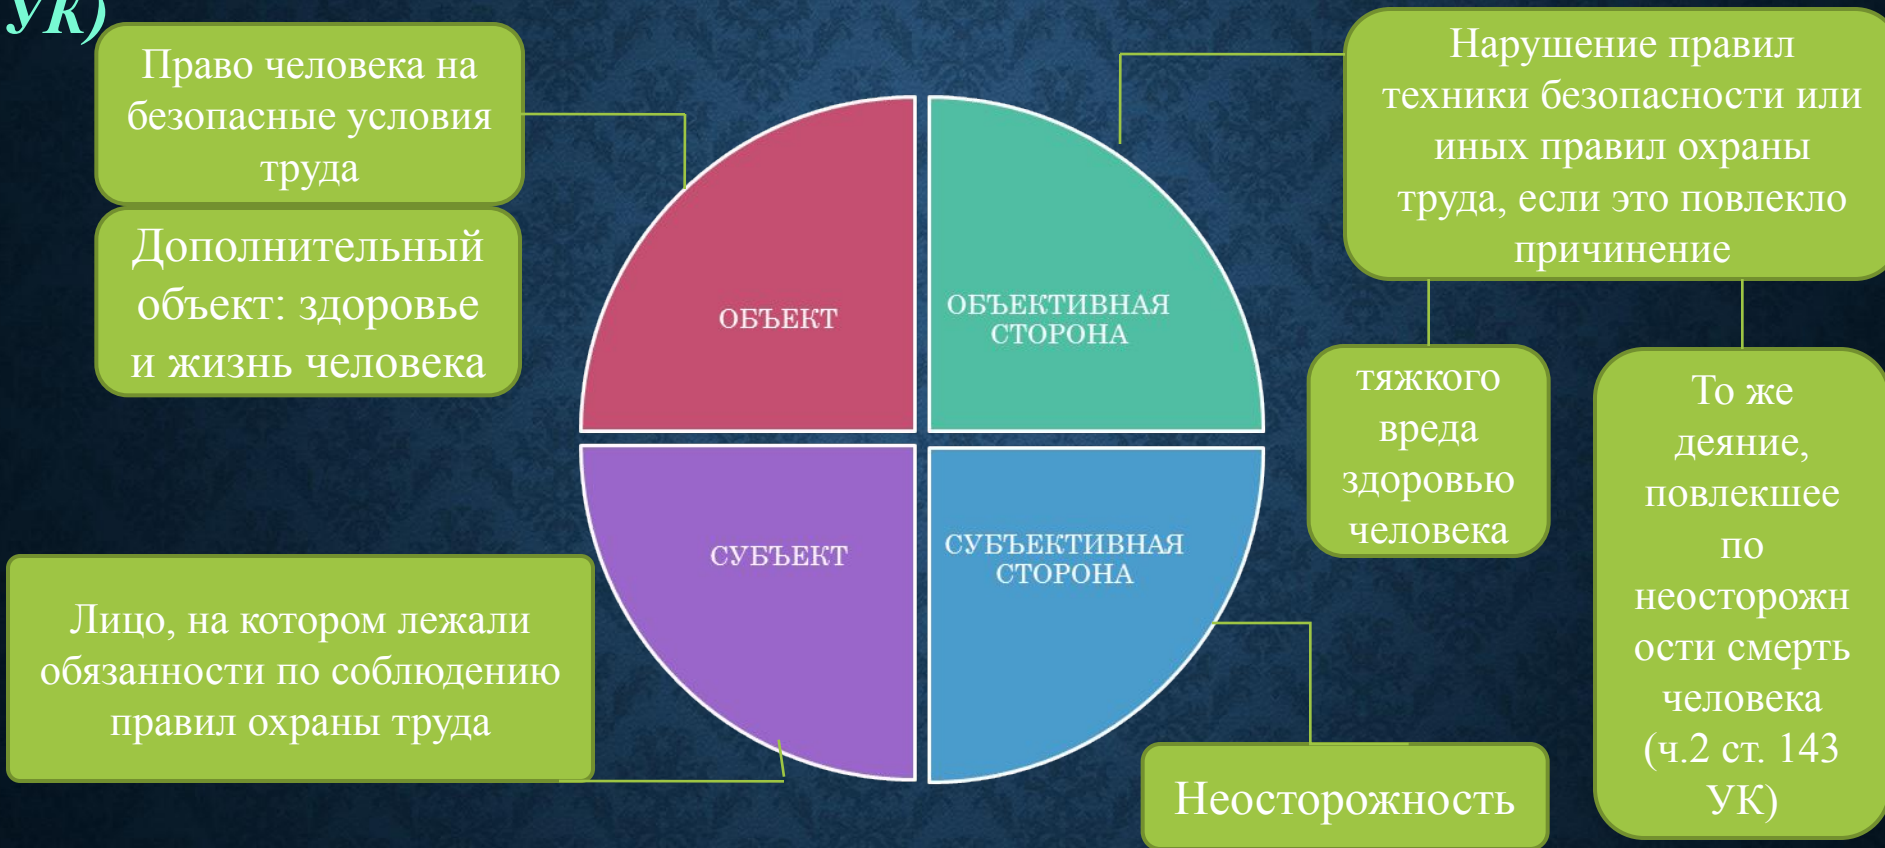 УК)
Право человека на
безопасные условия
труда
Дополнительный
объект: здоровье
и жизнь человека
Нарушение правил
техники безопасности или
иных правил охраны
труда, если это повлекло
причинение
ОБЪЕКТ
ОБЪЕКТИВНАЯ
СТОРОНА
тяжкого
вреда
здоровью
человека
То же
деяние,
повлекшее
по
неосторожн
ости смерть
человека
(ч.2 ст. 143
УК)
СУБЪЕКТ
СУБЪЕКТИВНАЯ
СТОРОНА
Лицо, на котором лежали
обязанности по соблюдению
правил охраны труда
Неосторожность